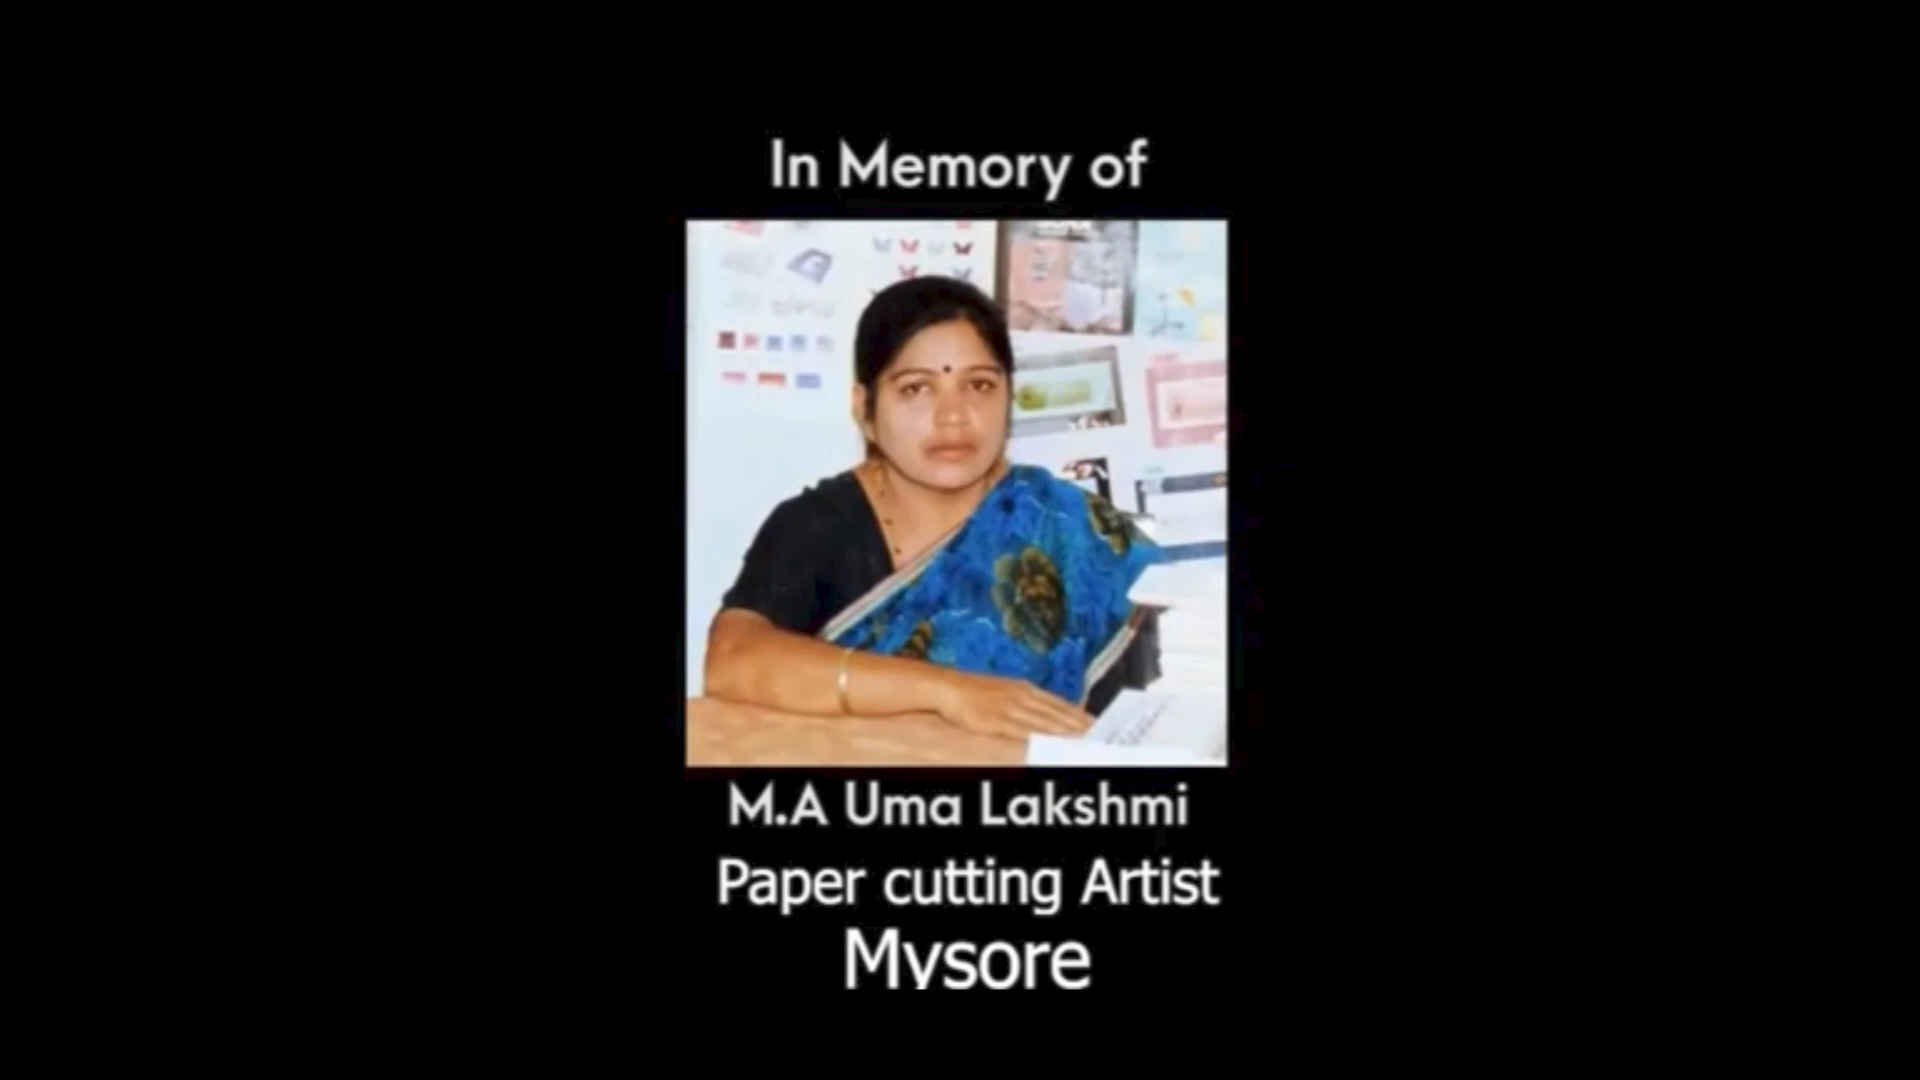 In Memory of
M.A Uma Lakshmi
Paper cutting Artist
Mysore